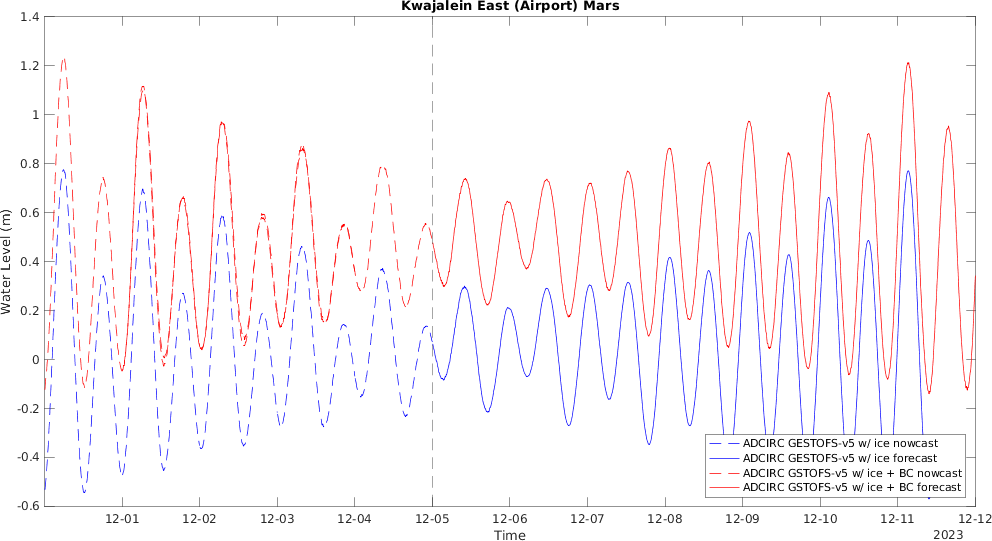 Kwajalein East (Airport) Mars
1.4
1.2
1
0.8
0.6
0.4
0.2
0
-0.2
-0.4
-0.6
Water Level (m)
ADCIRC GESTOFS-v5 w/ ice nowcast
ADCIRC GESTOFS-v5 w/ ice forecast
ADCIRC GSTOFS-v5 w/ ice + BC nowcast
ADCIRC GSTOFS-v5 w/ ice + BC forecast
12-01 12-02 12-03 12-04 12-05 12-06 12-07 12-08 12-09 12-10 12-11 12-12
Time
2023